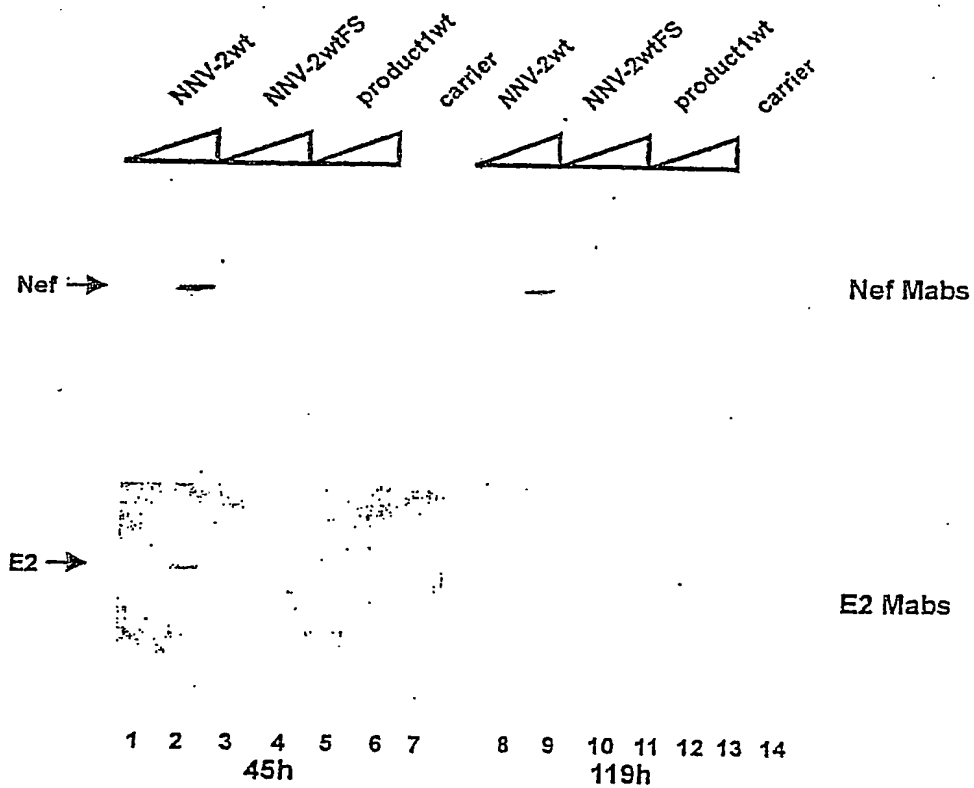 NNV-2wt NNV-2wtFS product1wt carrier NNV-2wt NNV-2wtFS product1wt carrier
Nef
Nef Mabs
E2
E2 Mabs
1 2 3 4 5 6 7 8 9 10 11 12 13 14
45h 119h